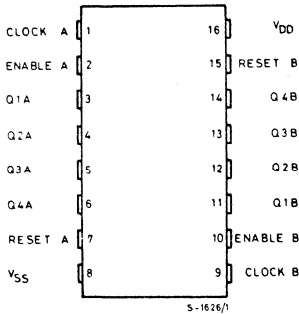 CLOCK A 1 16 VDD
ENABLE A 2 15 RESET B
Q1A 3 14 Q4B
Q2A 4 13 Q3B
Q3A 5 12 Q2B
Q4A 6 11 Q1B
RESET A 7 10 ENABLE B
VSS 8 9 CLOCK B
S-1626/1